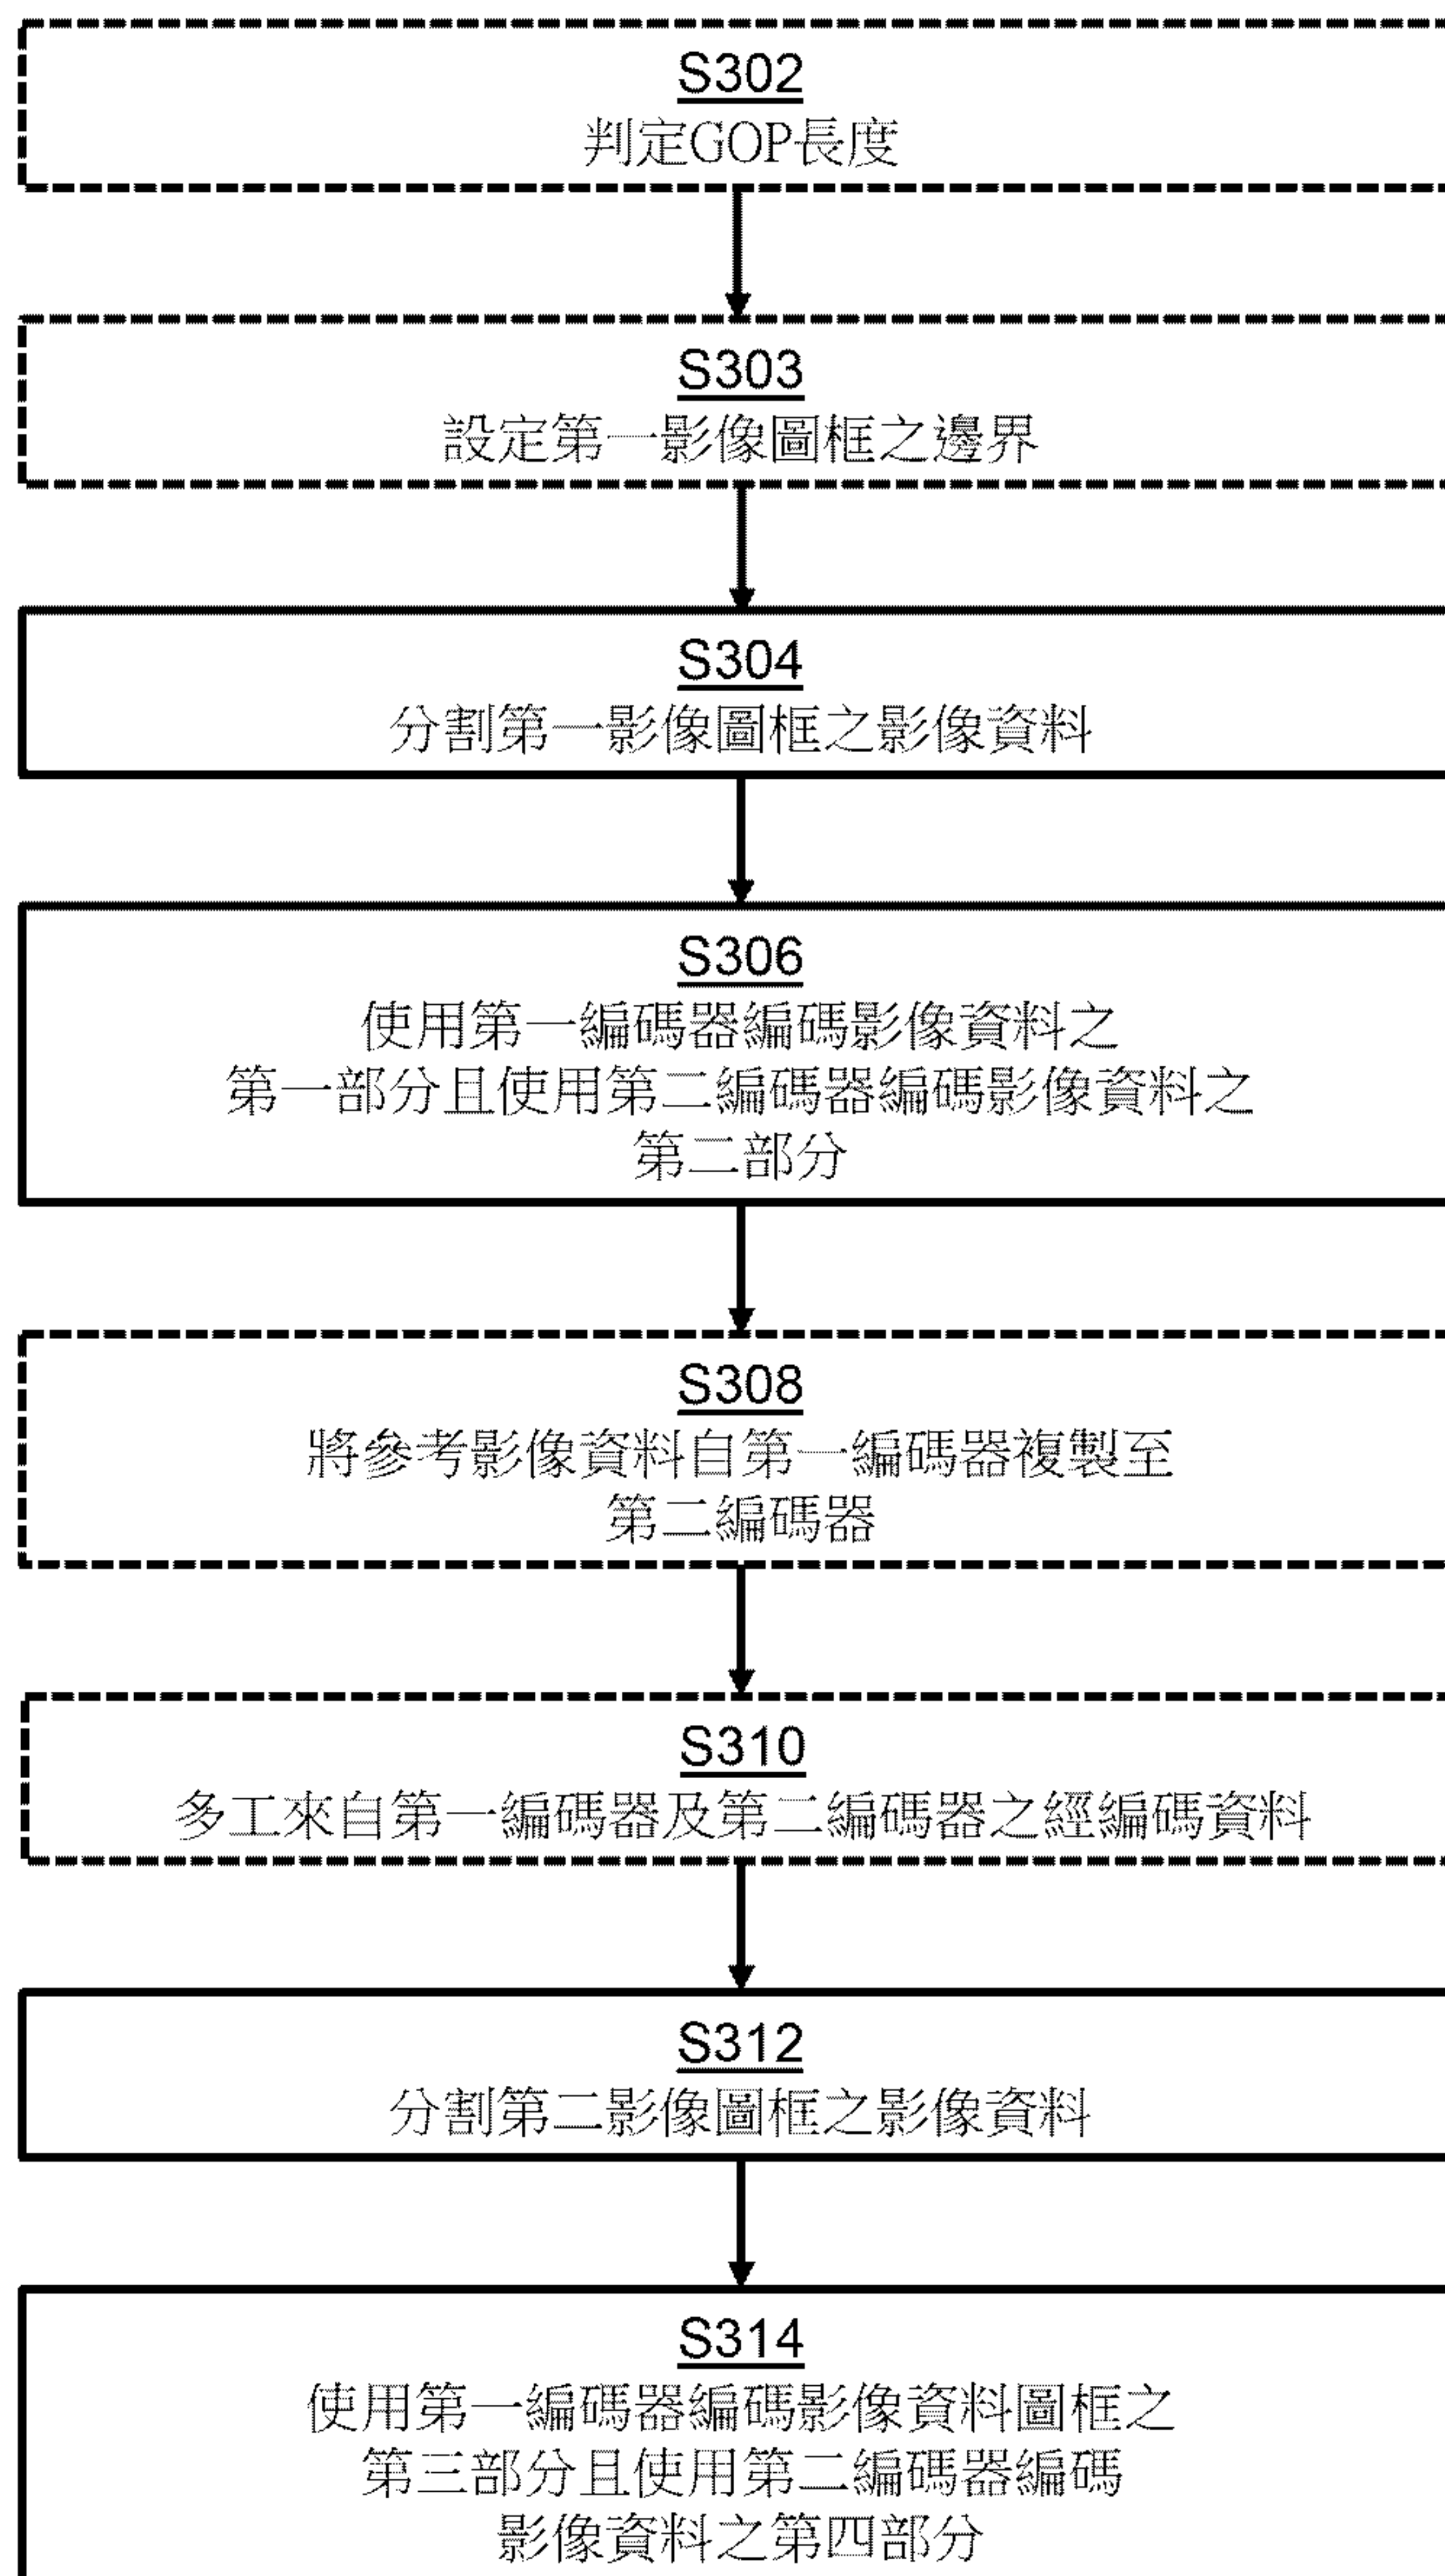 S302
判定GOP長度
S303
設定第一影像圖框之邊界
S304
分割第一影像圖框之影像資料
S306
使用第一編碼器編碼影像資料之
第一部分且使用第二編碼器編碼影像資料之
第二部分
S308
將參考影像資料自第一編碼器複製至
第二編碼器
S310
多工來自第一編碼器及第二編碼器之經編碼資料
S312
分割第二影像圖框之影像資料
S314
使用第一編碼器編碼影像資料圖框之
第三部分且使用第二編碼器編碼
影像資料之第四部分